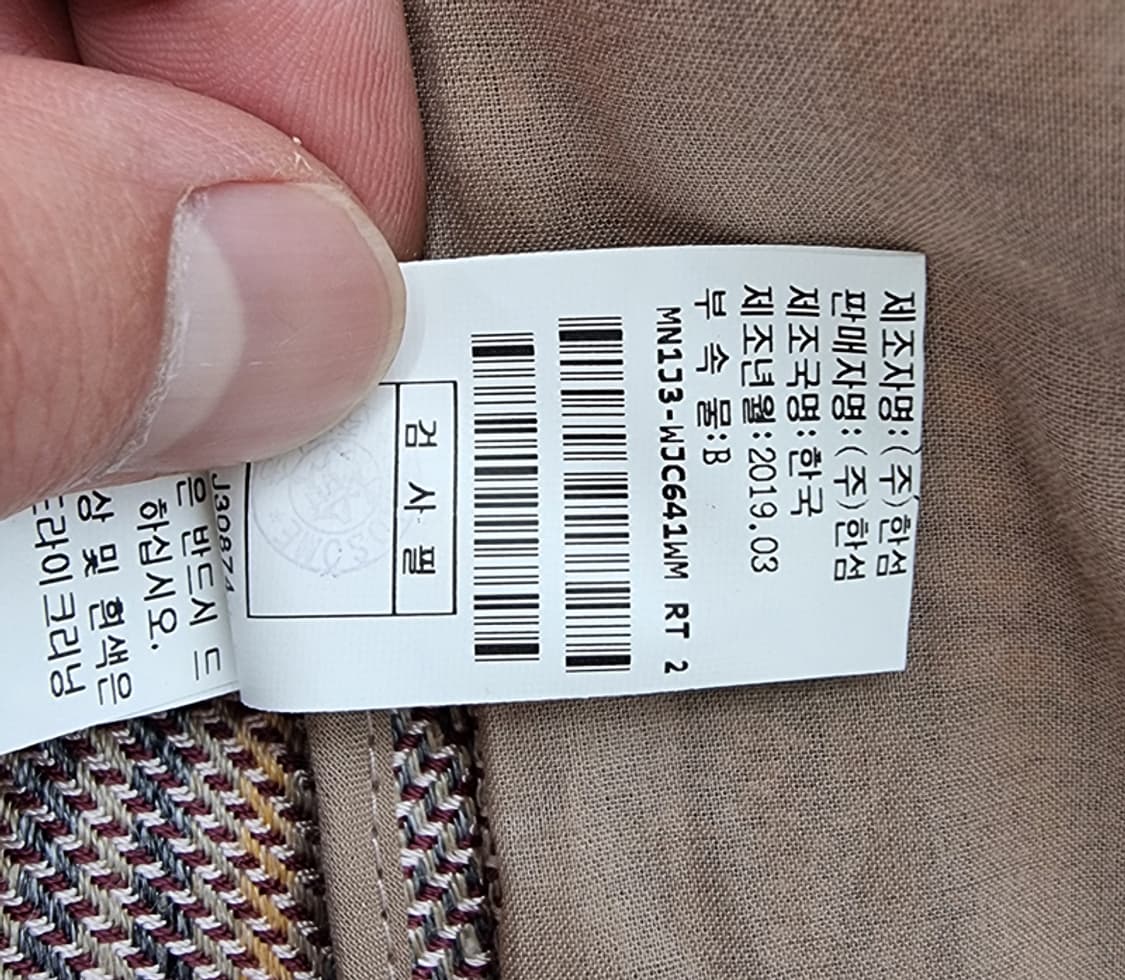 제조자명:(주)한섬
판매자명:(주)한섬
제조국명:한국
제조년월:2019.03
부 속 물:B
MN1J3-WJC641WM RT 2
검 사 필
J30874
은 반드시 드
하십시오.
상 및 흰색은
드라이크리닝